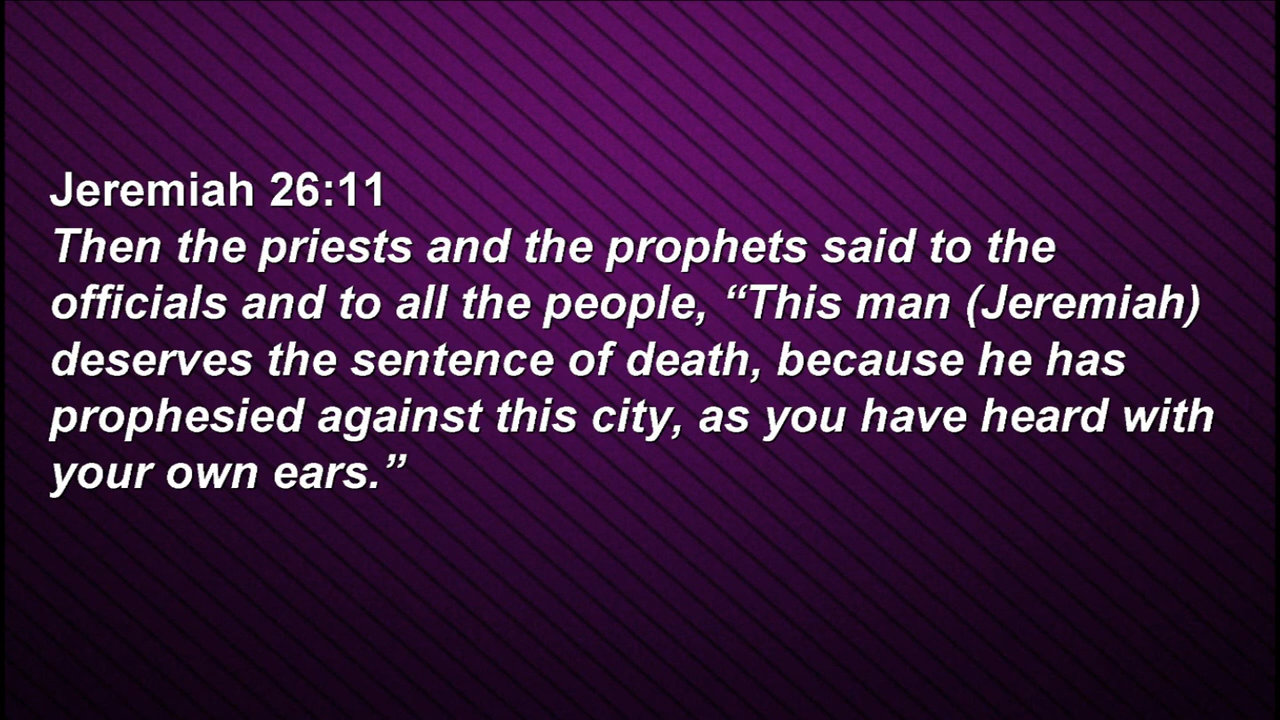 Jeremiah 26:11
Then the priests and the prophets said to the
officials and to all the people, “This man (Jeremiah)
deserves the sentence of death, because he has
prophesied against this city, as you have heard with
your own ears.”